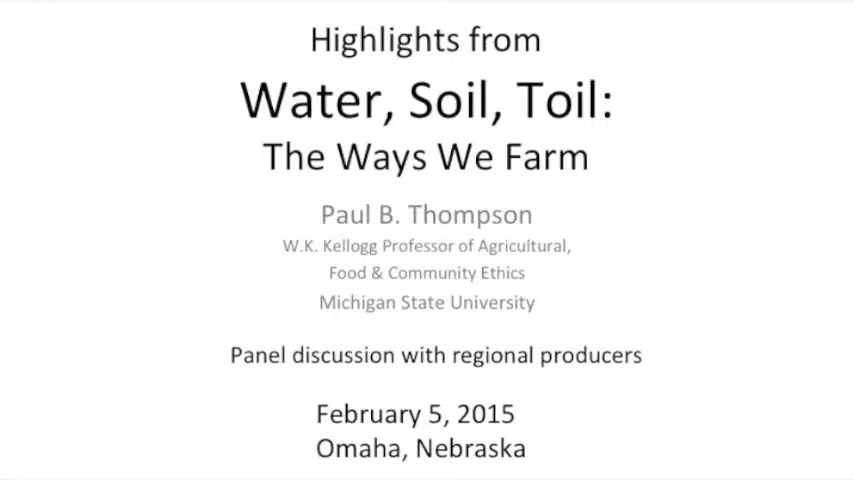 Highlights from
Water, Soil, Toil:
The Ways We Farm
Paul B. Thompson
W.K. Kellogg Professor of Agricultural,
Food & Community Ethics
Michigan State University
Panel discussion with regional producers
February 5, 2015
Omaha, Nebraska